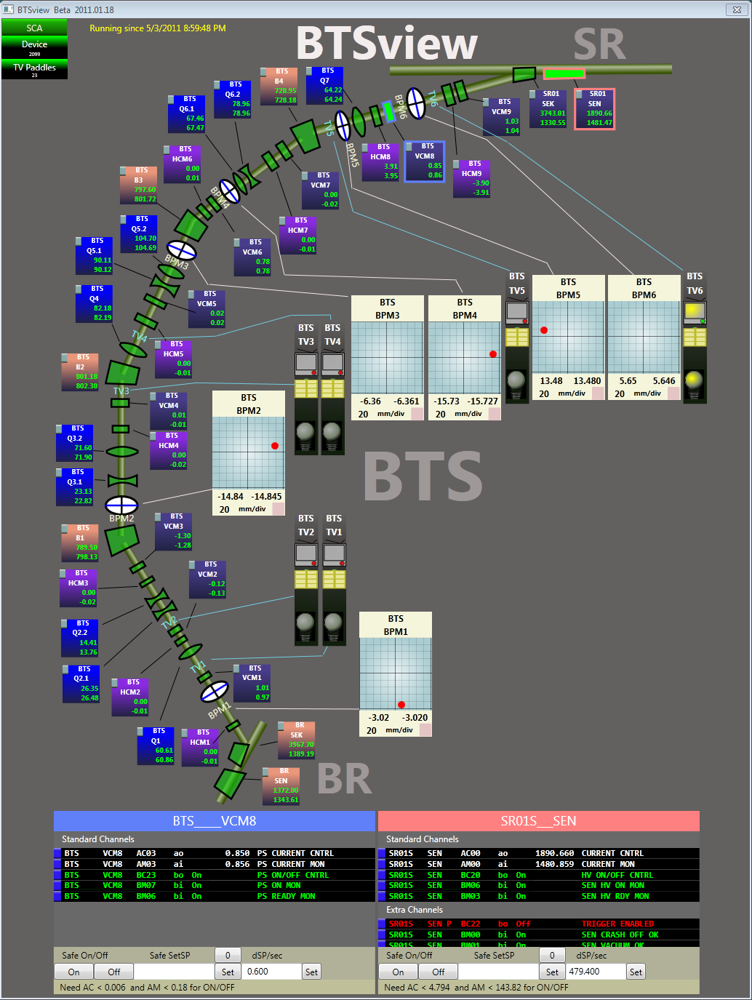 BTSview Beta 2011.01.18
SCA
Device
2099
TV Paddles
23
Running since 5/3/2011 8:59:48 PM
BTSview
SR
BTS
B4
728.95
728.18
BTS
Q7
64.22
64.24
BTS
Q6.2
78.96
78.96
BTS
Q6.1
67.46
67.47
BPM6
TV6
BTS
VCM9
1.03
1.04
SR01
SEK
3743.01
1330.55
SR01
SEN
1890.66
1481.47
TV5
BPM5
BTS
HCM8
3.91
3.95
BTS
VCM8
0.85
0.86
BTS
HCM9
-3.90
-3.91
BTS
HCM6
0.00
0.01
BTS
B3
797.60
801.72
BPM4
BTS
VCM7
0.00
-0.02
BTS
HCM7
0.00
-0.01
BTS
Q5.2
104.70
104.69
BTS
Q5.1
90.11
90.12
BPM3
BTS
VCM6
0.78
0.78
BTS
Q4
82.18
82.19
BTS
VCM5
0.02
0.02
TV4
BTS
HCM5
0.00
-0.01
BTS
TV3
BTS
TV4
BTS
BPM3
-6.36 -6.361
20 mm/div
BTS
BPM4
-15.73 -15.727
20 mm/div
BTS
TV5
BTS
BPM5
13.48 13.480
20 mm/div
BTS
BPM6
5.65 5.646
20 mm/div
BTS
TV6
BTS
B2
801.18
802.30
TV3
BTS
VCM4
0.01
-0.01
BTS
HCM4
0.00
-0.02
BTS
BPM2
-14.84 -14.845
20 mm/div
BTS
Q3.2
71.60
71.90
BTS
Q3.1
23.13
22.82
BTS
BPM2
BTS
B1
789.50
798.13
BTS
VCM3
-1.30
-1.28
BTS
TV2
BTS
TV1
BTS
HCM3
0.00
-0.02
BTS
VCM2
-0.12
-0.13
TV2
BTS
Q2.2
14.41
13.76
BTS
BPM1
-3.02 -3.020
20 mm/div
BTS
Q2.1
26.35
26.48
TV1
BTS
HCM2
0.00
-0.01
BTS
VCM1
1.01
0.97
BPM1
BTS
Q1
60.61
60.86
BTS
HCM1
0.00
-0.01
BR
SEK
3967.70
1389.19
BR
SEN
1372.00
1343.61
BR
BTS_____VCM8
Standard Channels
BTS VCM8 AC03 ao 0.850 PS CURRENT CNTRL
BTS VCM8 AM03 ai 0.856 PS CURRENT MON
BTS VCM8 BC23 bo On PS ON/OFF CNTRL
BTS VCM8 BM07 bi On PS ON MON
BTS VCM8 BM06 bi On PS READY MON
Safe On/Off Safe SetSP 0 dSP/sec
On Off Set 0.600 Set
Need AC < 0.006 and AM < 0.18 for ON/OFF
SR01S___SEN
Standard Channels
SR01S SEN AC00 ao 1890.660 CURRENT CNTRL
SR01S SEN AM00 ai 1480.859 CURRENT MON
SR01S SEN BC20 bo On HV ON/OFF CNTRL
SR01S SEN BM06 bi On SEN HV ON MON
SR01S SEN BM03 bi On SEN HV RDY MON
Extra Channels
SR01S SEN P BC22 bo Off TRIGGER ENABLED
SR01S SEN BM00 bi On SEN CRASH OFF OK
SR01S SEN BM01 bi On SEN VACUUM OK
Safe On/Off Safe SetSP 0 dSP/sec
On Off Set 479.400 Set
Need AC < 4.794 and AM < 143.82 for ON/OFF